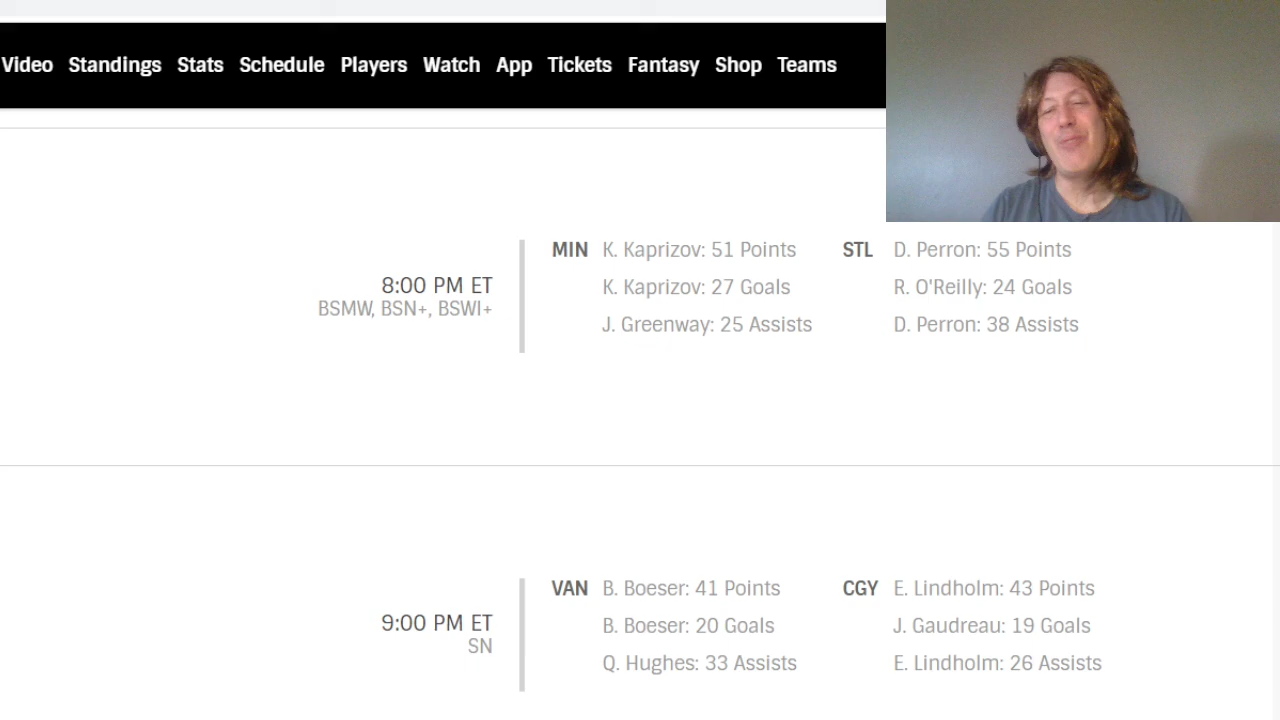 Video Standings Stats Schedule Players Watch App Tickets Fantasy Shop Teams
8:00 PM ET
BSMW, BSN+, BSWI+
MIN K. Kaprizov: 51 Points
K. Kaprizov: 27 Goals
J. Greenway: 25 Assists
STL D. Perron: 55 Points
R. O'Reilly: 24 Goals
D. Perron: 38 Assists
9:00 PM ET
SN
VAN B. Boeser: 41 Points
B. Boeser: 20 Goals
Q. Hughes: 33 Assists
CGY E. Lindholm: 43 Points
J. Gaudreau: 19 Goals
E. Lindholm: 26 Assists